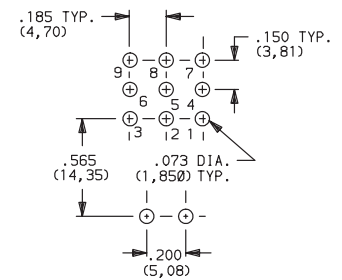 .185 TYP.
(4,70)
.150 TYP.
(3,81)
9 8 7
6 5 4
3 2 1
.565
(14,35)
.073 DIA.
(1,850) TYP.
.200
(5,08)